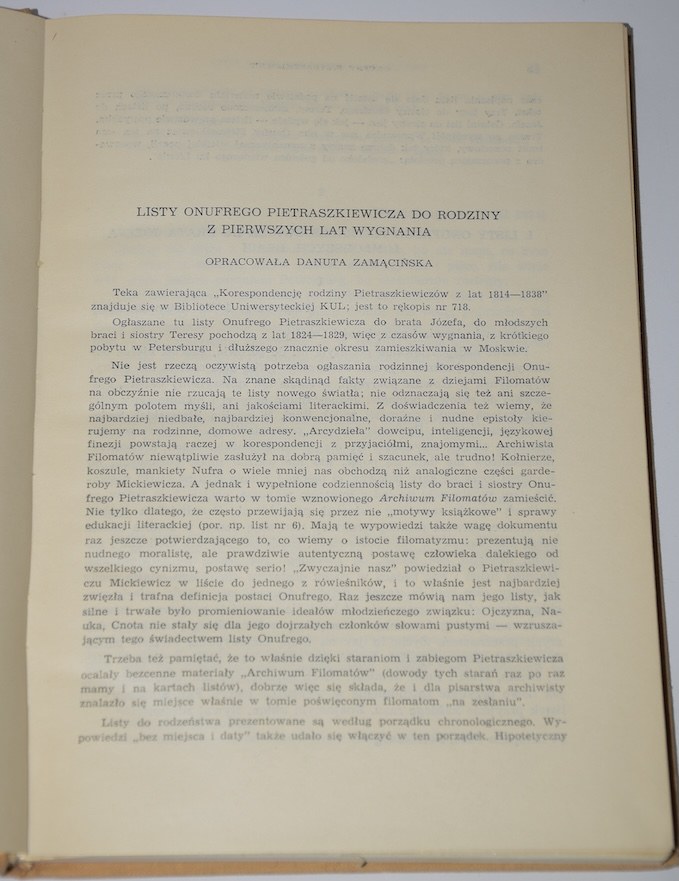 LISTY ONUFREGO PIETRASZKIEWICZA DO RODZINY
Z PIERWSZYCH LAT WYGNANIA
OPRACOWAŁA DANUTA ZAMĄCIŃSKA
Teka zawierająca „Korespondencję rodziny Pietraszkiewiczów z lat 1814—1838”
znajduje się w Bibliotece Uniwersyteckiej KUL; jest to rękopis nr 718.
Ogłaszane tu listy Onufrego Pietraszkiewicza do brata Józefa, do młodszych
braci i siostry Teresy pochodzą z lat 1824—1829, więc z czasów wygnania, z krótkiego
pobytu w Petersburgu i dłuższego znacznie okresu zamieszkiwania w Moskwie.
Nie jest rzeczą oczywistą potrzeba ogłaszania rodzinnej korespondencji Onu-
frego Pietraszkiewicza. Na znane skądinąd fakty związane z dziejami Filomatów
na obczyźnie nie rzucają te listy nowego światła; nie odznaczają się też ani szcze-
gólnym polotem myśli, ani jakościami literackimi. Z doświadczenia też wiemy, że
najbardziej niedbałe, najbardziej konwencjonalne, doraźne i nudne epistoły kie-
rujemy na rodzinne, domowe adresy. „Arcydzieła” dowcipu, inteligencji, językowej
finezji powstają raczej w korespondencji z przyjaciółmi, znajomymi... Archiwista
Filomatów niewątpliwie zasłużył na dobrą pamięć i szacunek, ale trudno! Kołnierze,
koszule, mankiety Nufra o wiele mniej nas obchodzą niż analogiczne części garde-
roby Mickiewicza. A jednak i wypełnione codziennością listy do braci i siostry Onu-
frego Pietraszkiewicza warto w tomie wznowionego Archiwum Filomatów zamieścić.
Nie tylko dlatego, że często przewijają się przez nie „motywy książkowe” i sprawy
edukacji literackiej (por. np. list nr 6). Mają te wypowiedzi także wagę dokumentu
raz jeszcze potwierdzającego to, co wiemy o istocie filomatyzmu: prezentują nie
nudnego moralistę, ale prawdziwie autentyczną postawę człowieka dalekiego od
wszelkiego cynizmu, postawę serio! „Zwyczajnie nasz” powiedział o Pietraszkiewi-
czu Mickiewicz w liście do jednego z rówieśników, i to właśnie jest najbardziej
zwięzła i trafna definicja postaci Onufrego. Raz jeszcze mówią nam jego listy, jak
silne i trwałe było promieniowanie ideałów młodzieńczego związku: Ojczyzna, Na-
uka, Cnota nie stały się dla jego dojrzałych członków słowami pustymi — wzrusza-
jącym tego świadectwem listy Onufrego.
Trzeba też pamiętać, że to właśnie dzięki staraniom i zabiegom Pietraszkiewicza
ocalały bezcenne materiały „Archiwum Filomatów” (dowody tych starań raz po raz
mamy i na kartach listów), dobrze więc się składa, że i dla pisarstwa archiwisty
znalazło się miejsce właśnie w tomie poświęconym filomatom „na zesłaniu”.
Listy do rodzeństwa prezentowane są według porządku chronologicznego. Wy-
powiedzi „bez miejsca i daty” także udało się włączyć w ten porządek. Hipotetyczny